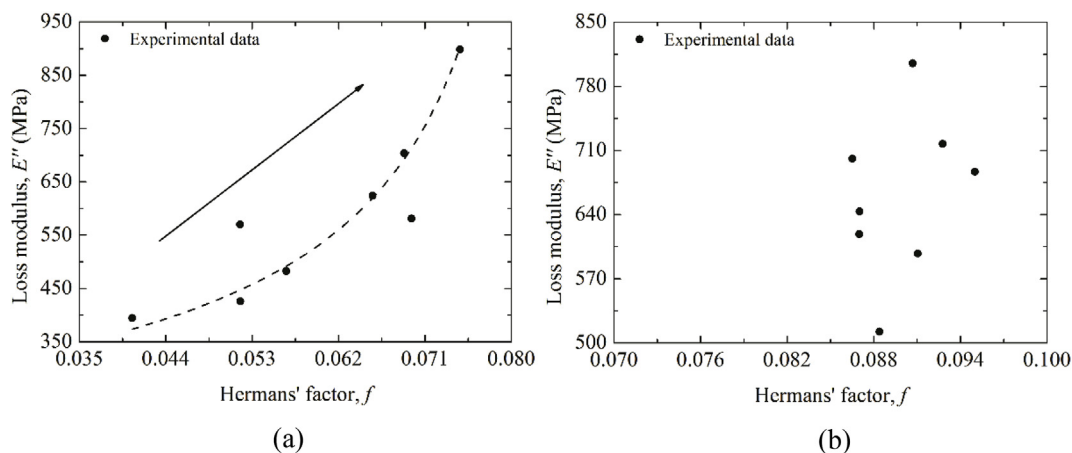 950
850
750
650
550
450
350
Loss modulus, E″ (MPa)
Experimental data
0.035 0.044 0.053 0.062 0.071 0.080
Hermans' factor, f
(a)
850
780
710
640
570
500
Loss modulus, E″ (MPa)
Experimental data
0.070 0.076 0.082 0.088 0.094 0.100
Hermans' factor, f
(b)